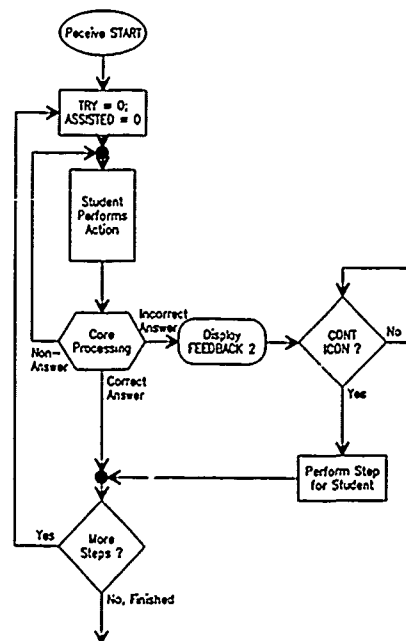 Receive START
TRY = 0;
ASSISTED = 0
Student
Performs
Action
Incorrect
Answer
Core
Processing
Non-
Answer
Correct
Answer
Display
FEEDBACK 2
CONT
ICON ?
No
Yes
Perform Step
for Student
Yes
More
Steps ?
No, Finished